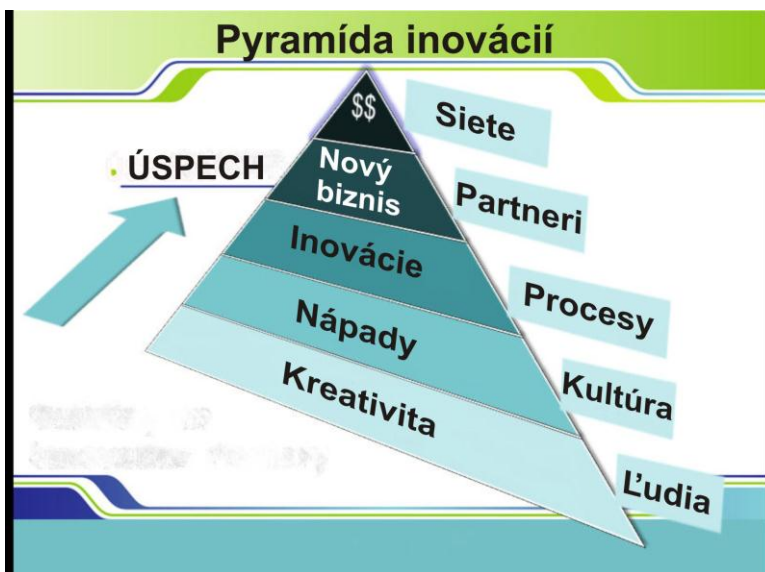 Pyramída inovácií
$$
Siete
ÚSPECH
Nový
biznis
Partneri
Inovácie
Procesy
Nápady
Kultúra
Kreativita
Ľudia